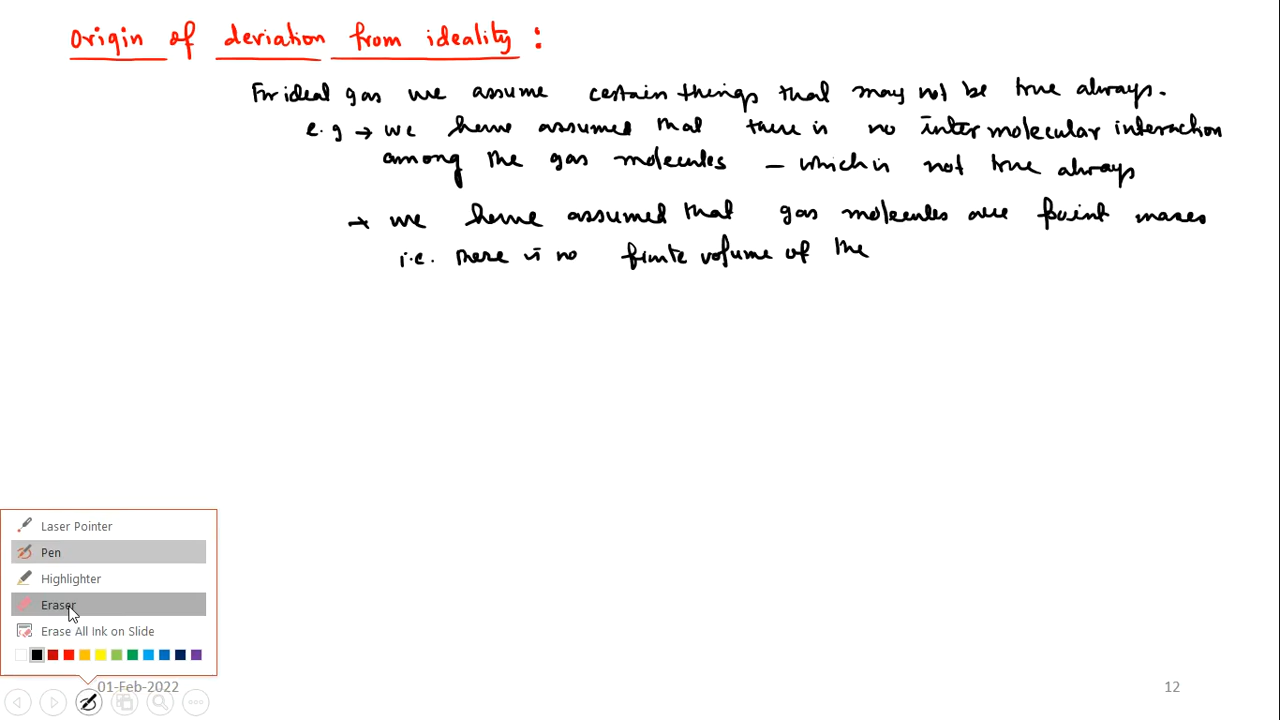 Origin of deviation from ideality :
For ideal gas we assume certain things that may not be true always.
e.g → we have assumed that there is no intermolecular interaction
among the gas molecules – which is not true always
→ we have assumed that gas molecules are point masses
i.e. there is no finite volume of the
Laser Pointer
Pen
Highlighter
Eraser
Erase All Ink on Slide
01-Feb-2022
12